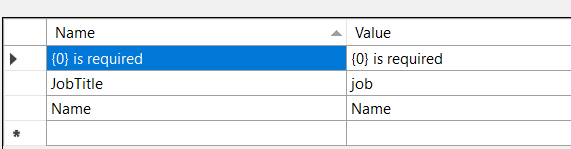 Name Value
{0} is required {0} is required
JobTitle job
Name Name
*